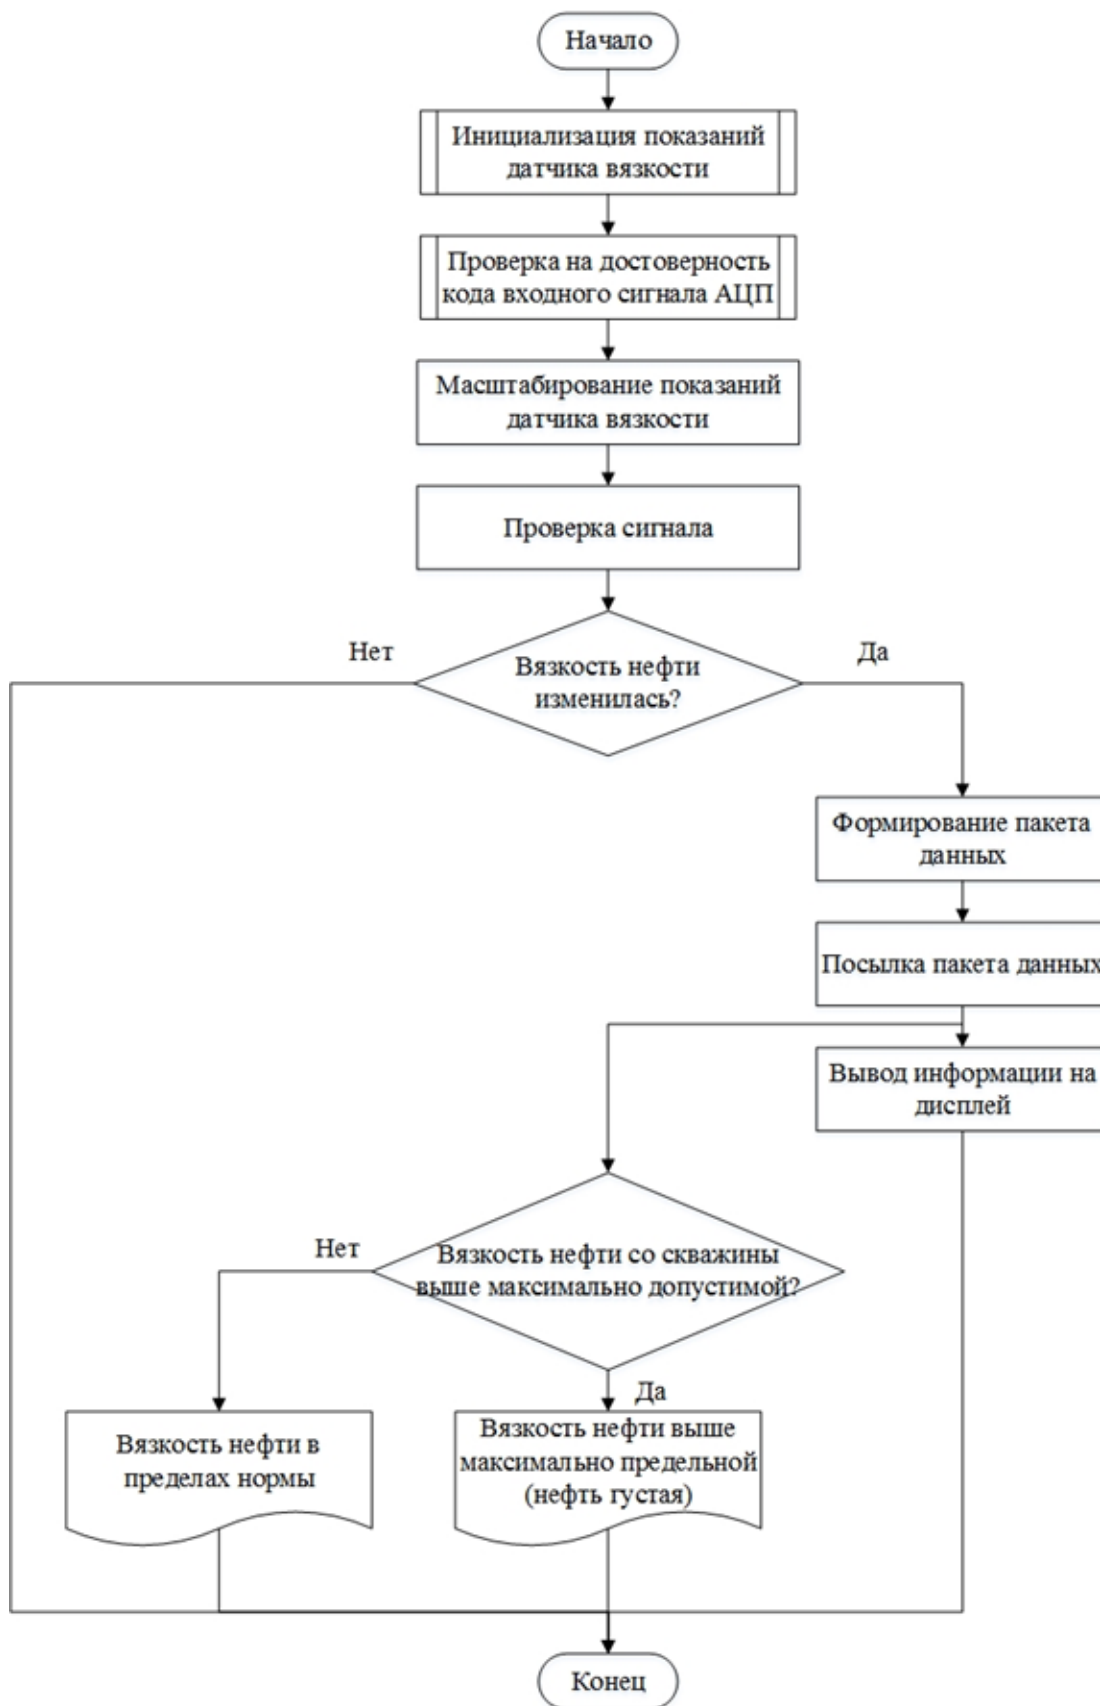 Начало
Инициализация показаний
датчика вязкости
Проверка на достоверность
кода входного сигнала АЦП
Масштабирование показаний
датчика вязкости
Проверка сигнала
Нет
Да
Вязкость нефти
изменилась?
Формирование пакета
данных
Посылка пакета данных
Вывод информации на
дисплей
Нет
Вязкость нефти со скважины
выше максимально допустимой?
Да
Вязкость нефти в
пределах нормы
Вязкость нефти выше
максимально предельной
(нефть густая)
Конец